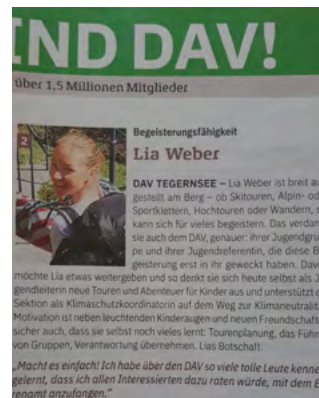 IND DAV!
über 1,5 Millionen Mitglieder
2
Begeisterungsfähigkeit
Lia Weber
DAV TEGERNSEE – Lia Weber ist breit
gestellt am Berg – ob Skitouren, Alpin-
Sportklettern, Hochtouren oder Wandern,
kann sich für vieles begeistern. Das verdan
sie auch dem DAV, genauer: ihrer Jugendgru
pe und ihrer Jugendreferentin, die diese B
geisterung erst in ihr geweckt haben.
möchte Lia etwas weitergeben und so denkt sie sich heute selbst als J
gendleiterin neue Touren und Abenteuer für Kinder aus und unterstützt
Sektion als Klimaschutzkoordinatorin auf dem Weg zur Klimaneutralit
Motivation ist neben leuchtenden Kinderaugen und neuen Freundschafte
sicher auch, dass sie selbst noch vieles lernt: Tourenplanung, das Führ
von Gruppen, Verantwortung übernehmen. Lias Botschaft:
„Macht es einfach! Ich habe über den DAV so viele tolle Leute kenne
gelernt, dass ich allen Interessierten dazu raten würde, mit dem E
renamt anzufangen."